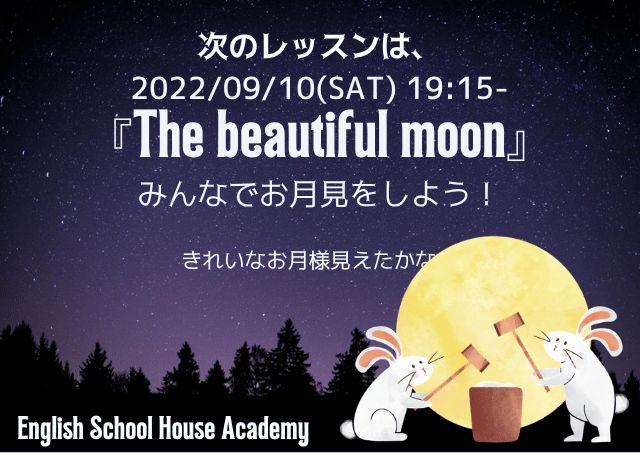 次のレッスンは、
2022/09/10(SAT) 19:15-
『The beautiful moon』
みんなでお月見をしよう！
きれいなお月様見えたかな
English School House Academy